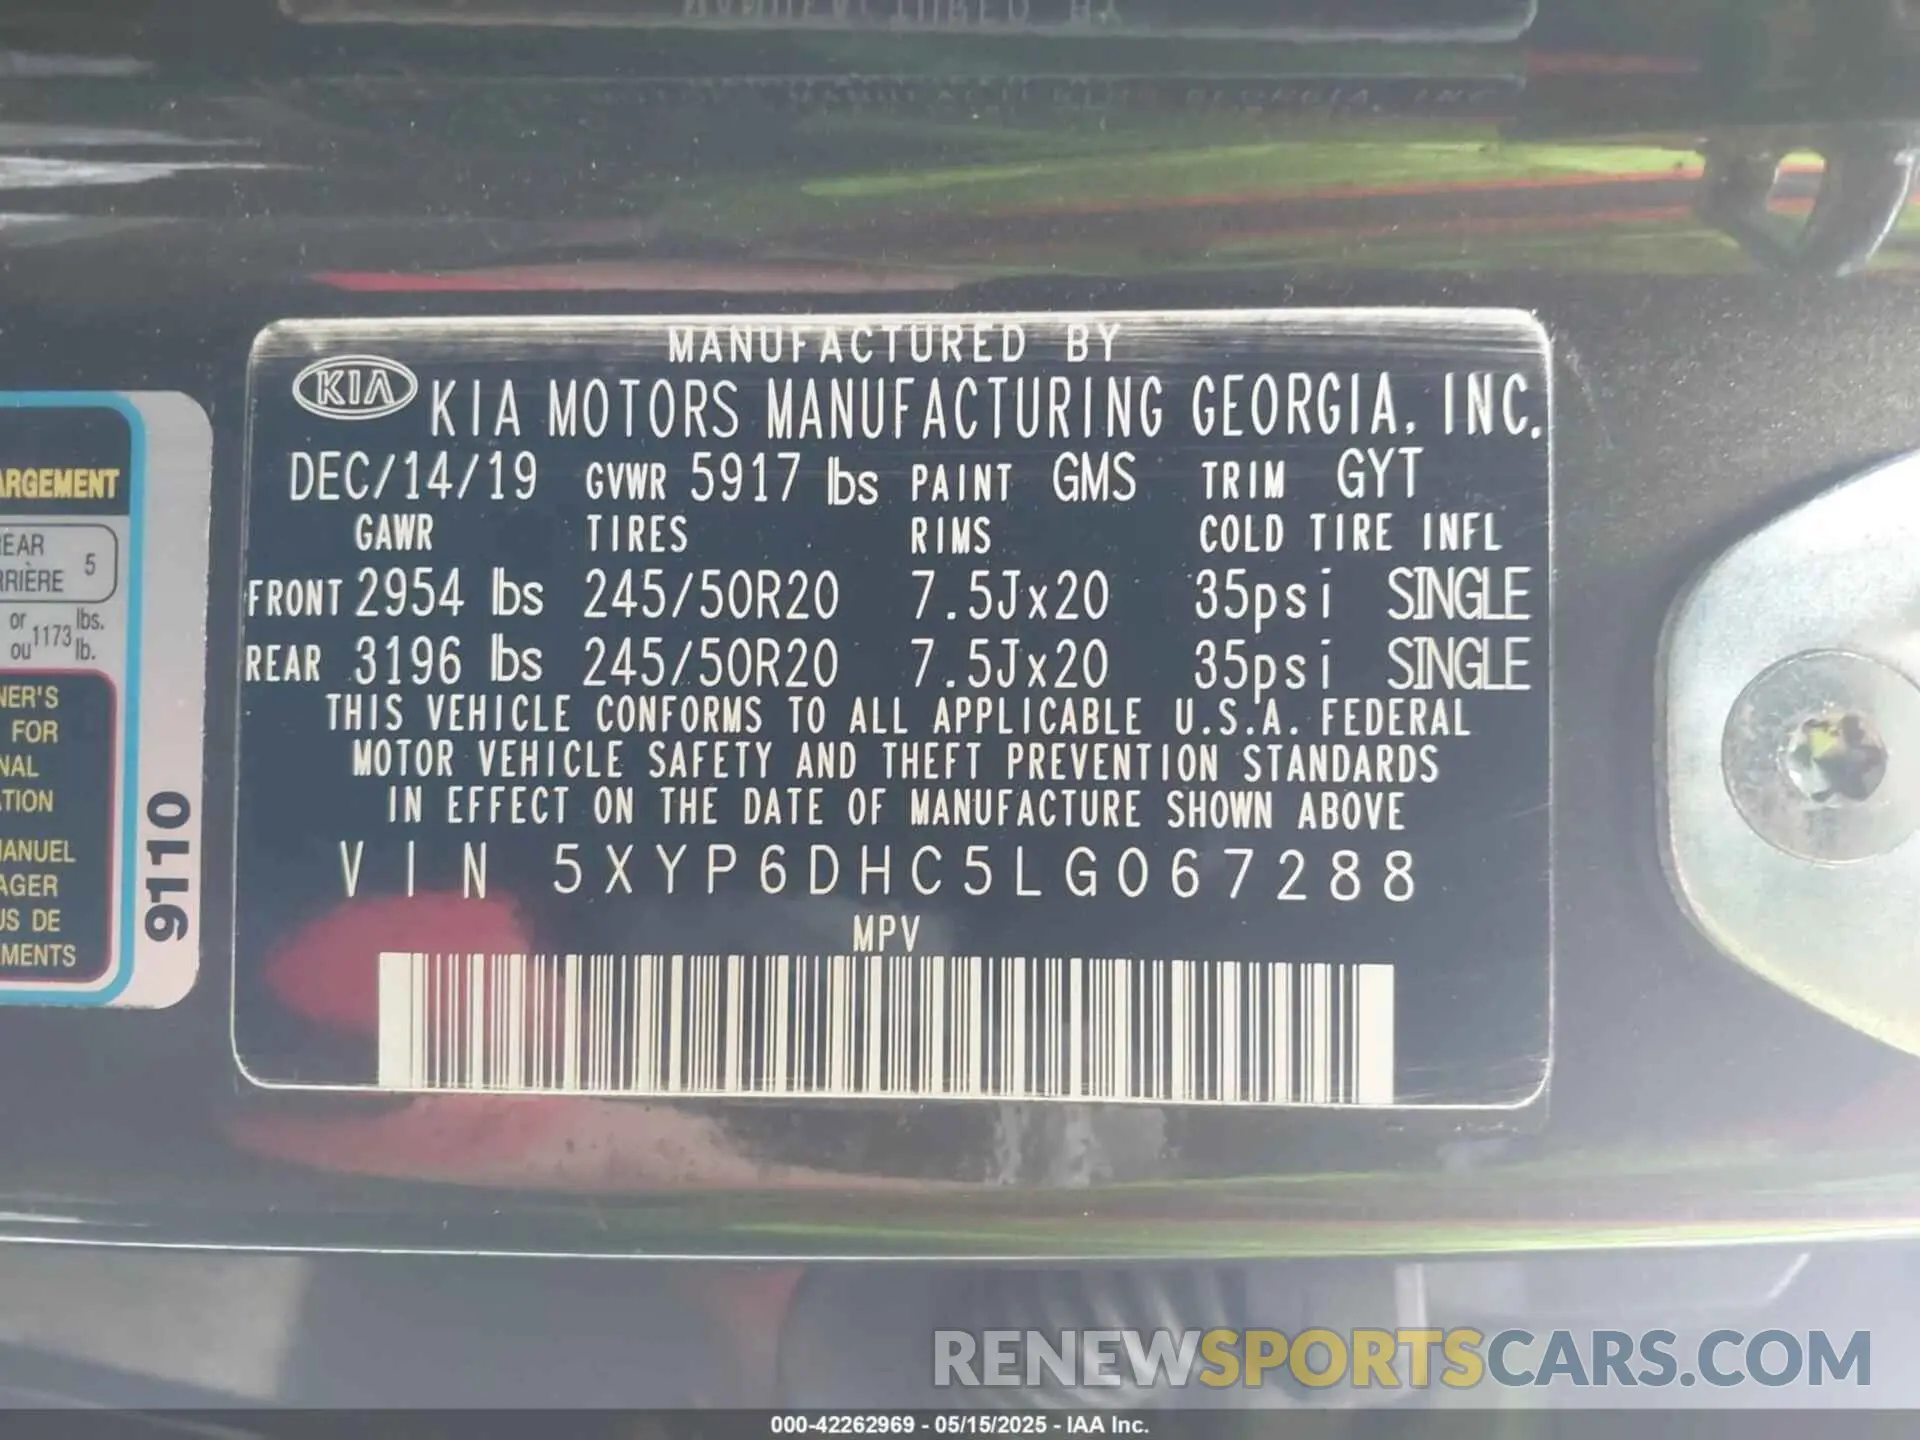 MANUFACTURED BY
KIA KIA MOTORS MANUFACTURING GEORGIA, INC.
DEC/14/19 GVWR 5917 lbs PAINT GMS TRIM GYT
GAWR TIRES RIMS COLD TIRE INFL
FRONT 2954 lbs 245/50R20 7.5Jx20 35psi SINGLE
REAR 3196 lbs 245/50R20 7.5Jx20 35psi SINGLE
THIS VEHICLE CONFORMS TO ALL APPLICABLE U.S.A. FEDERAL
MOTOR VEHICLE SAFETY AND THEFT PREVENTION STANDARDS
IN EFFECT ON THE DATE OF MANUFACTURE SHOWN ABOVE
VIN 5XYP6DHC5LG067288
MPV
ARGEMENT
EAR 5
RIÈRE
or 1173 lbs.
ou lb.
NER'S
FOR
NAL
TION
MANUEL
AGER
US DE
MENTS
9110
RENEWSPORTSCARS.COM
000-42262969 - 05/15/2025 - IAA Inc.